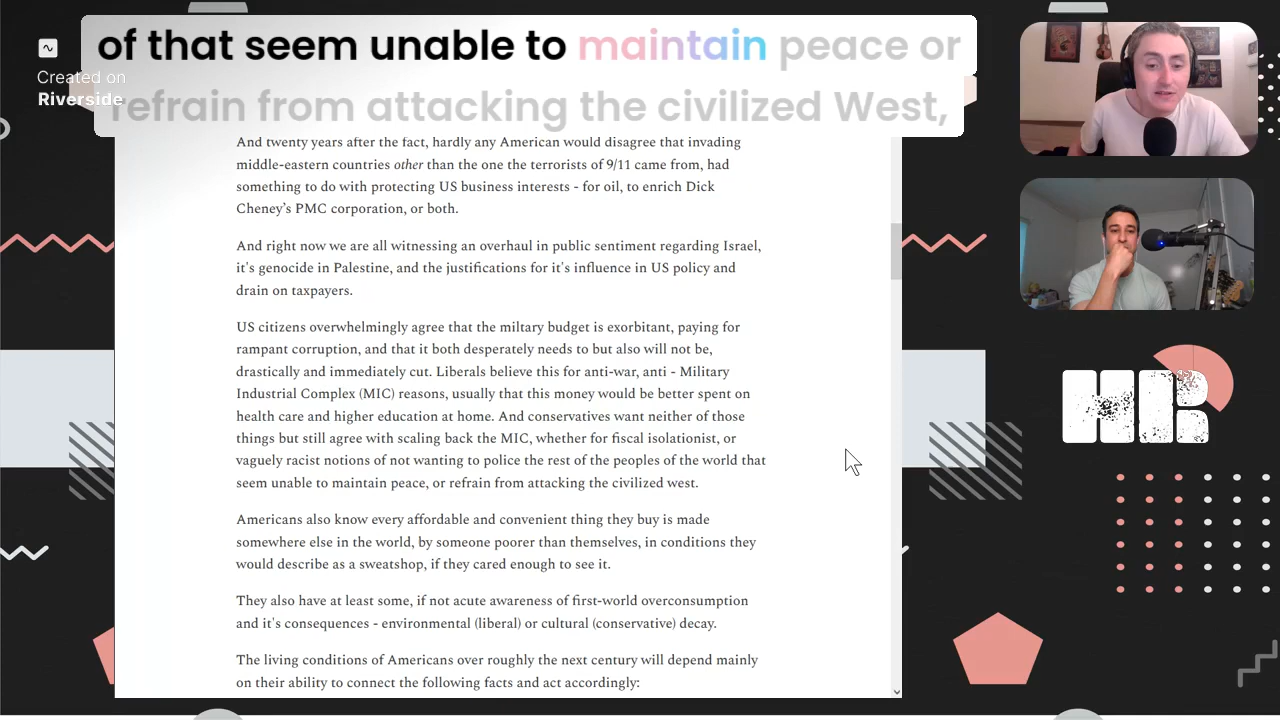 of that seem unable to maintain peace or
refrain from attacking the civilized West,
Created on
Riverside
And twenty years after the fact, hardly any American would disagree that invading
middle-eastern countries other than the one the terrorists of 9/11 came from, had
something to do with protecting US business interests - for oil, to enrich Dick
Cheney’s PMC corporation, or both.
And right now we are all witnessing an overhaul in public sentiment regarding Israel,
it's genocide in Palestine, and the justifications for it's influence in US policy and
drain on taxpayers.
US citizens overwhelmingly agree that the miltary budget is exorbitant, paying for
rampant corruption, and that it both desperately needs to but also will not be,
drastically and immediately cut. Liberals believe this for anti-war, anti - Military
Industrial Complex (MIC) reasons, usually that this money would be better spent on
health care and higher education at home. And conservatives want neither of those
things but still agree with scaling back the MIC, whether for fiscal isolationist, or
vaguely racist notions of not wanting to police the rest of the peoples of the world that
seem unable to maintain peace, or refrain from attacking the civilized west.
Americans also know every affordable and convenient thing they buy is made
somewhere else in the world, by someone poorer than themselves, in conditions they
would describe as a sweatshop, if they cared enough to see it.
They also have at least some, if not acute awareness of first-world overconsumption
and it's consequences - environmental (liberal) or cultural (conservative) decay.
The living conditions of Americans over roughly the next century will depend mainly
on their ability to connect the following facts and act accordingly:
HR